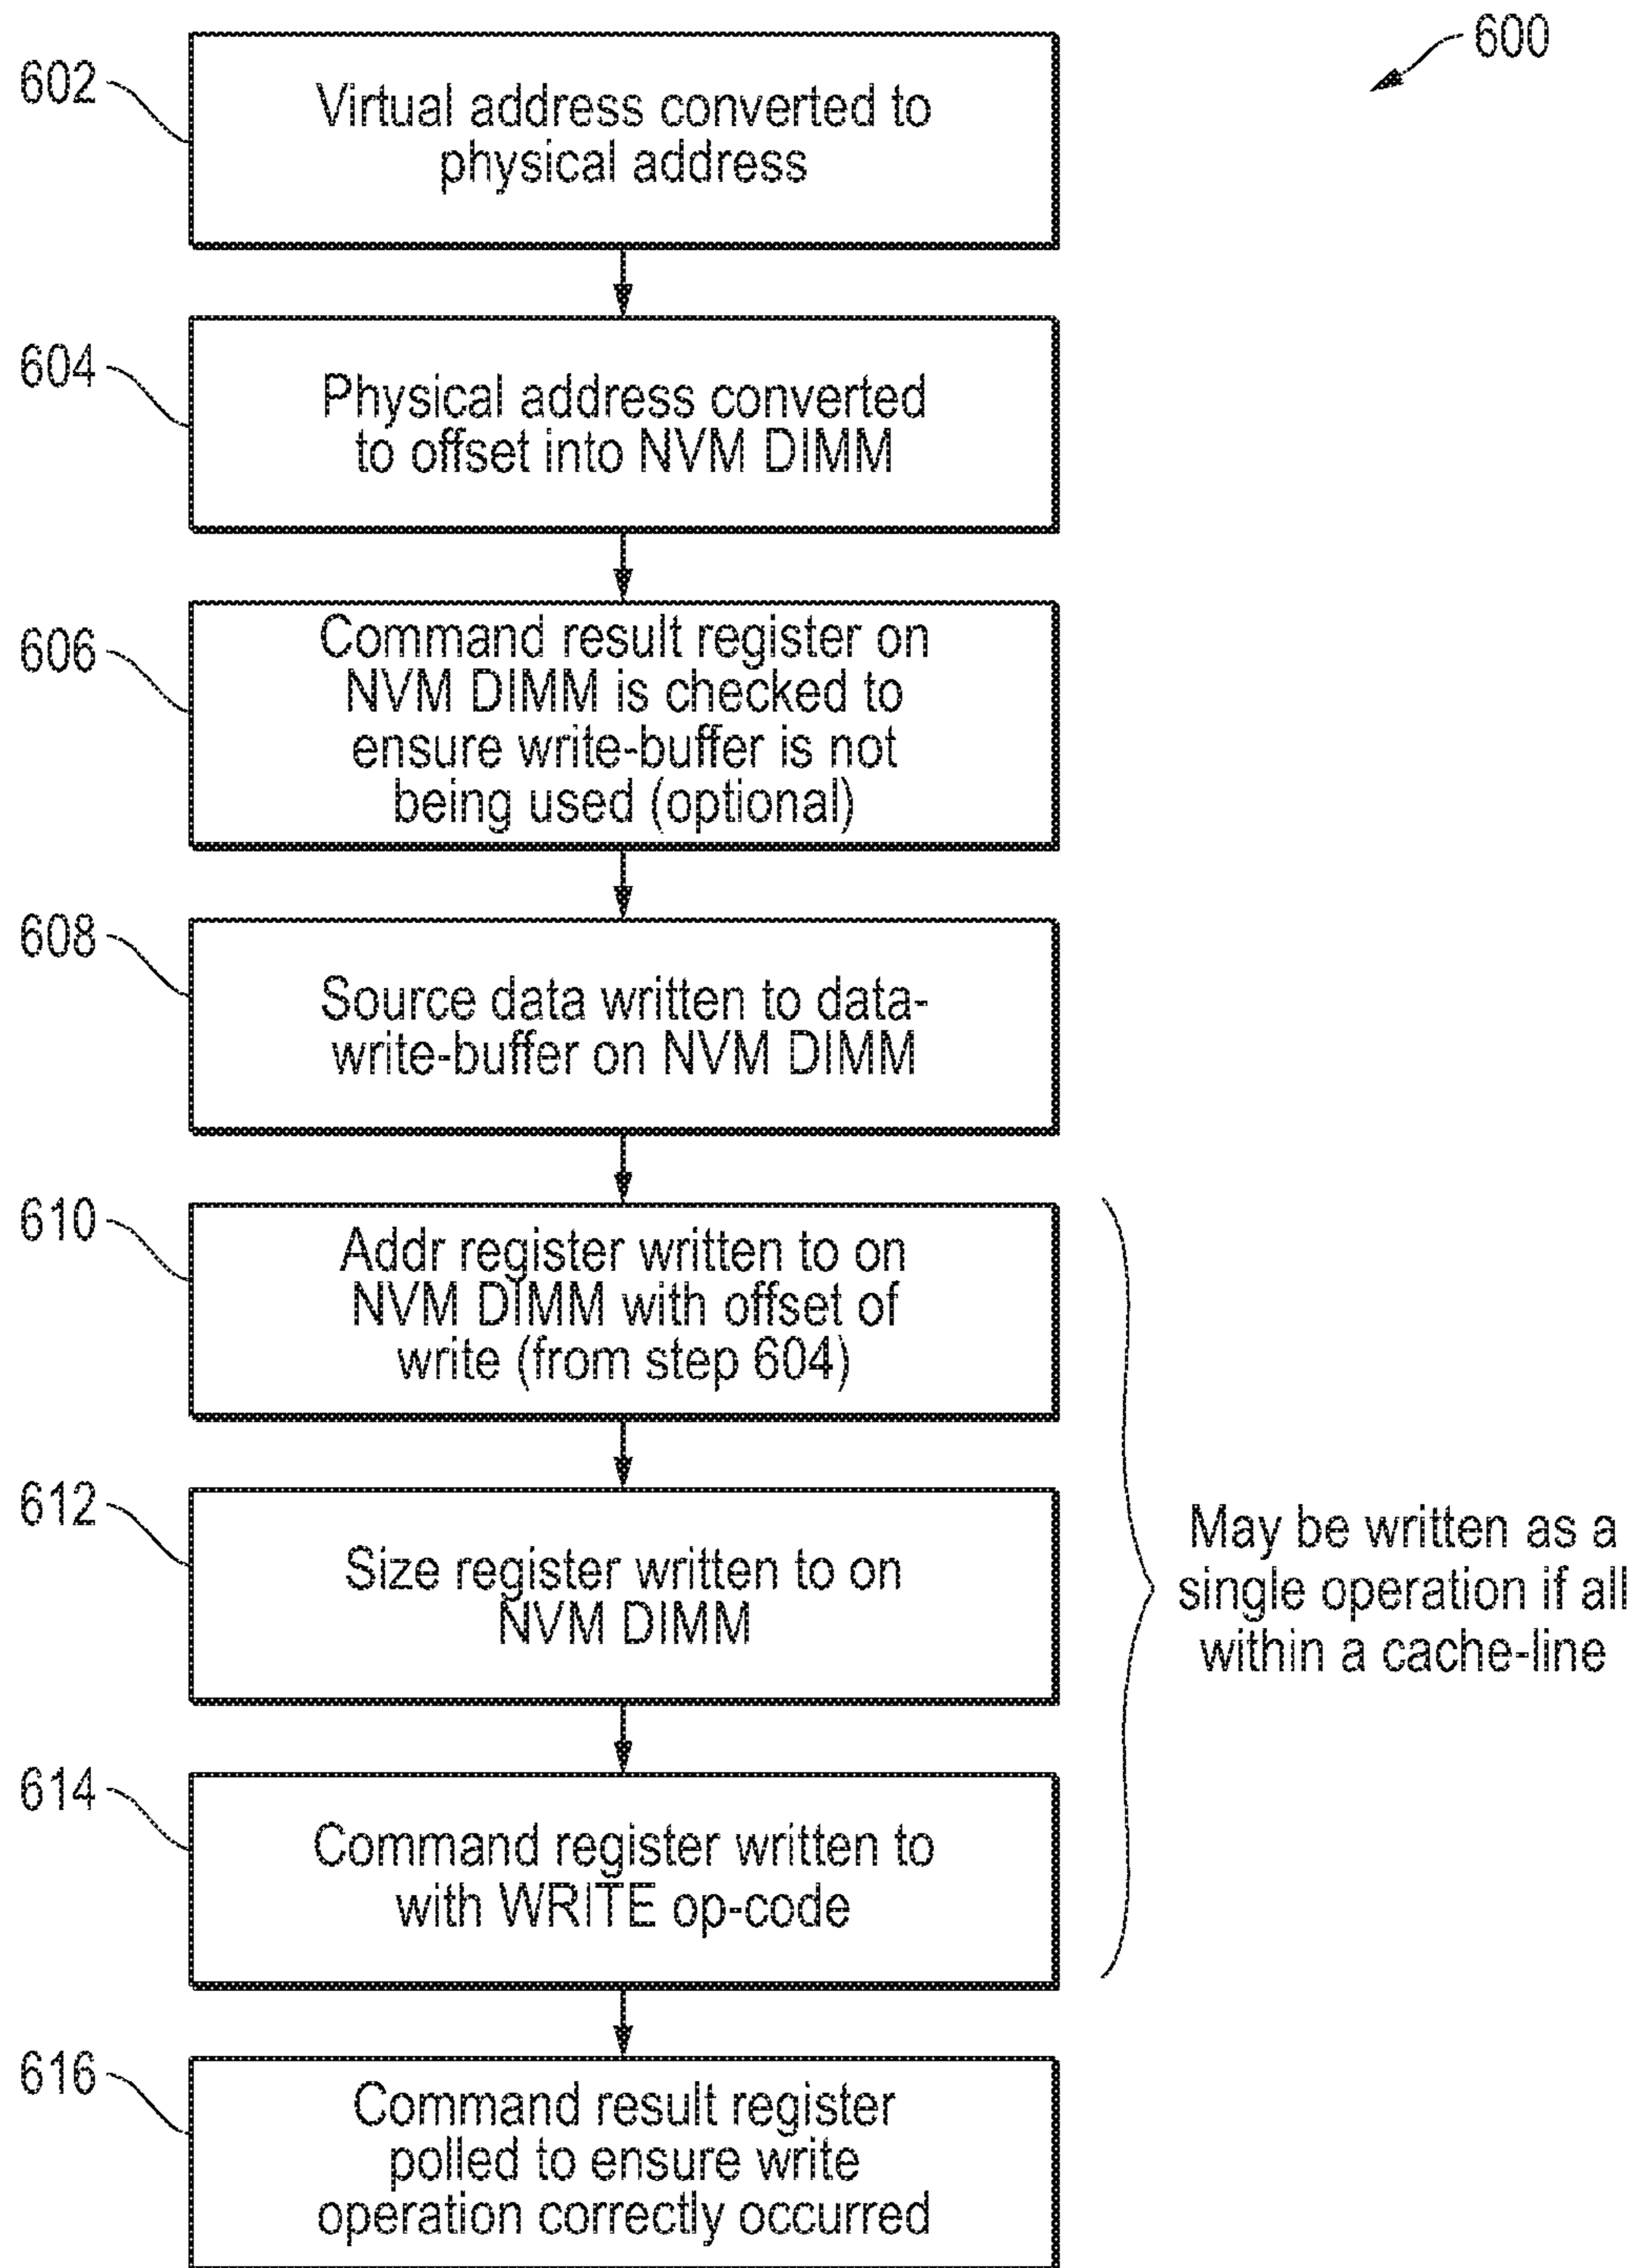 600
602
Virtual address converted to
physical address
604
Physical address converted
to offset into NVM DIMM
606
Command result register on
NVM DIMM is checked to
ensure write-buffer is not
being used (optional)
608
Source data written to data-
write-buffer on NVM DIMM
610
Addr register written to on
NVM DIMM with offset of
write (from step 604)
612
Size register written to on
NVM DIMM
614
Command register written to
with WRITE op-code
May be written as a
single operation if all
within a cache-line
616
Command result register
polled to ensure write
operation correctly occurred